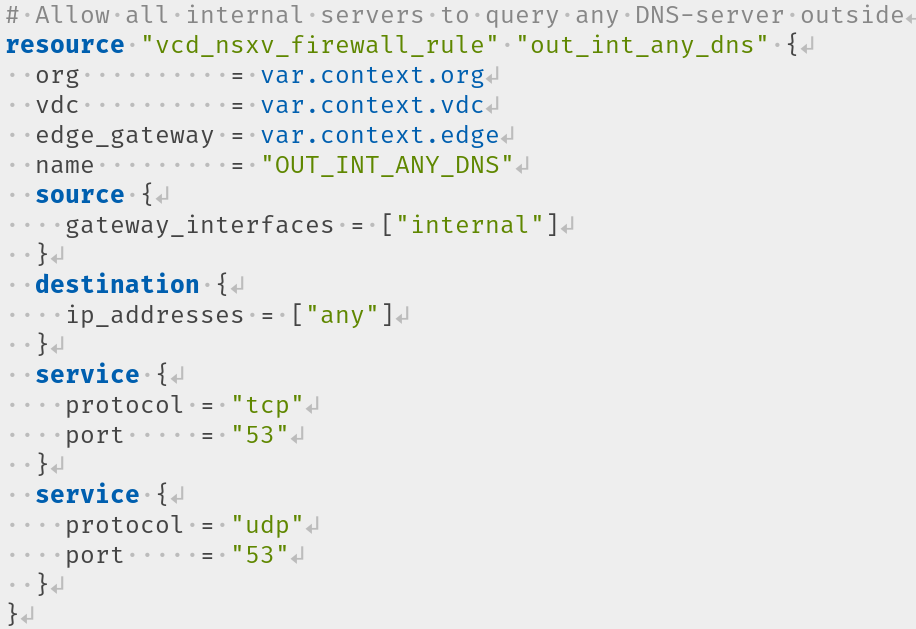 # Allow all internal servers to query any DNS-server outside
resource "vcd_nsxv_firewall_rule" "out_int_any_dns" {
  org          = var.context.org
  vdc          = var.context.vdc
  edge_gateway = var.context.edge
  name         = "OUT_INT_ANY_DNS"
  source {
    gateway_interfaces = ["internal"]
  }
  destination {
    ip_addresses = ["any"]
  }
  service {
    protocol = "tcp"
    port     = "53"
  }
  service {
    protocol = "udp"
    port     = "53"
  }
}